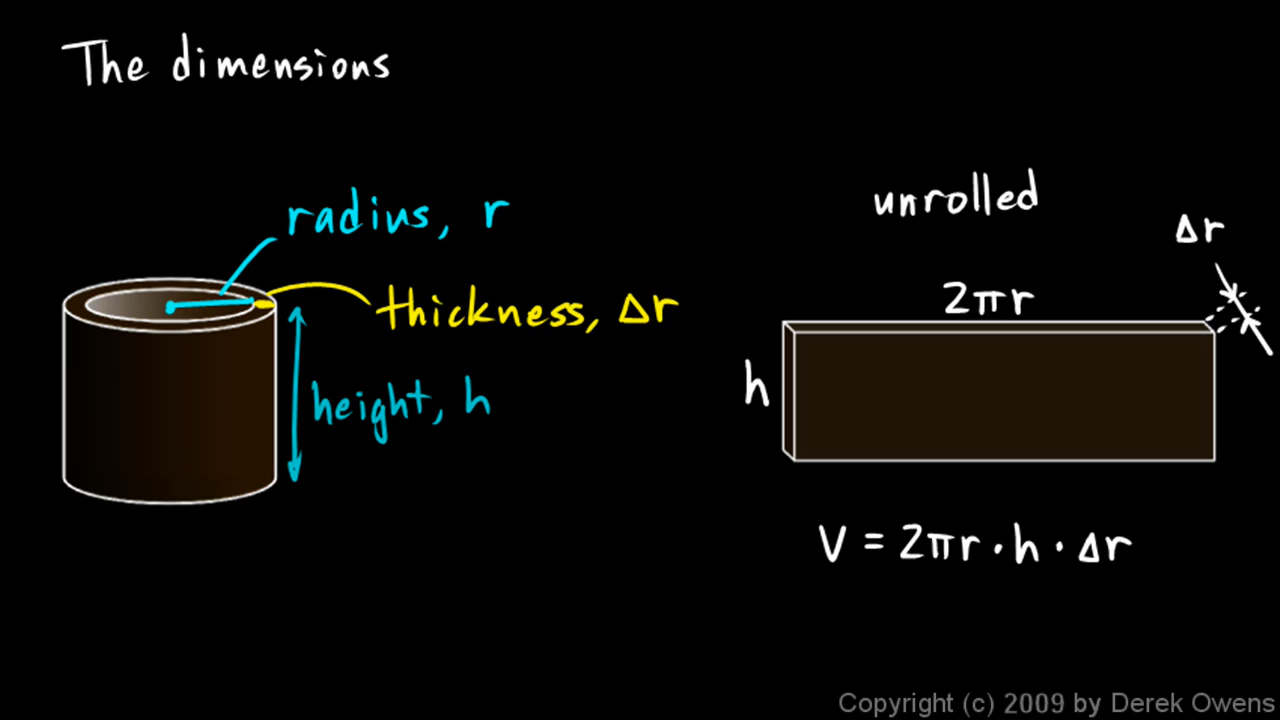 The dimensions
radius, r
thickness, Δr
height, h
unrolled
Δr
2πr
h
V = 2πr · h · Δr
Copyright (c) 2009 by Derek Owens